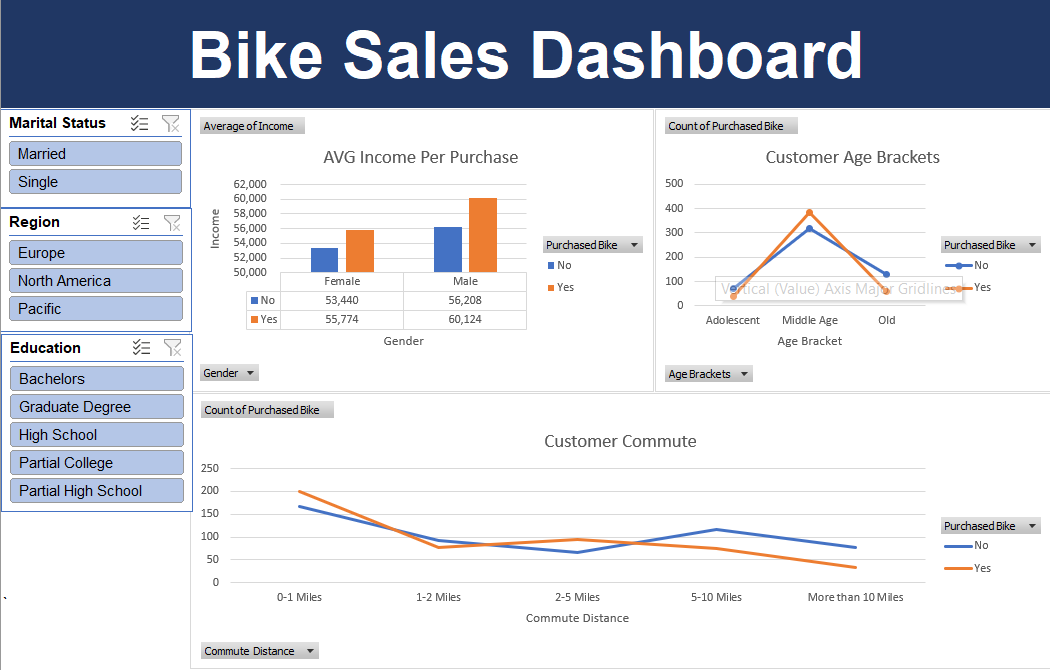 Bike Sales Dashboard
Marital Status
Married
Single
Region
Europe
North America
Pacific
Education
Bachelors
Graduate Degree
High School
Partial College
Partial High School
`
Average of Income
AVG Income Per Purchase
62,000
60,000
58,000
56,000
54,000
52,000
50,000
Income
Female Male
No 53,440 56,208
Yes 55,774 60,124
Gender
Purchased Bike
No
Yes
Gender
Count of Purchased Bike
Customer Age Brackets
500
400
300
200
100
0
Vertical (Value) Axis Major Gridlines
Adolescent Middle Age Old
Age Bracket
Purchased Bike
No
Yes
Age Brackets
Count of Purchased Bike
Customer Commute
250
200
150
100
50
0
0-1 Miles 1-2 Miles 2-5 Miles 5-10 Miles More than 10 Miles
Commute Distance
Purchased Bike
No
Yes
Commute Distance